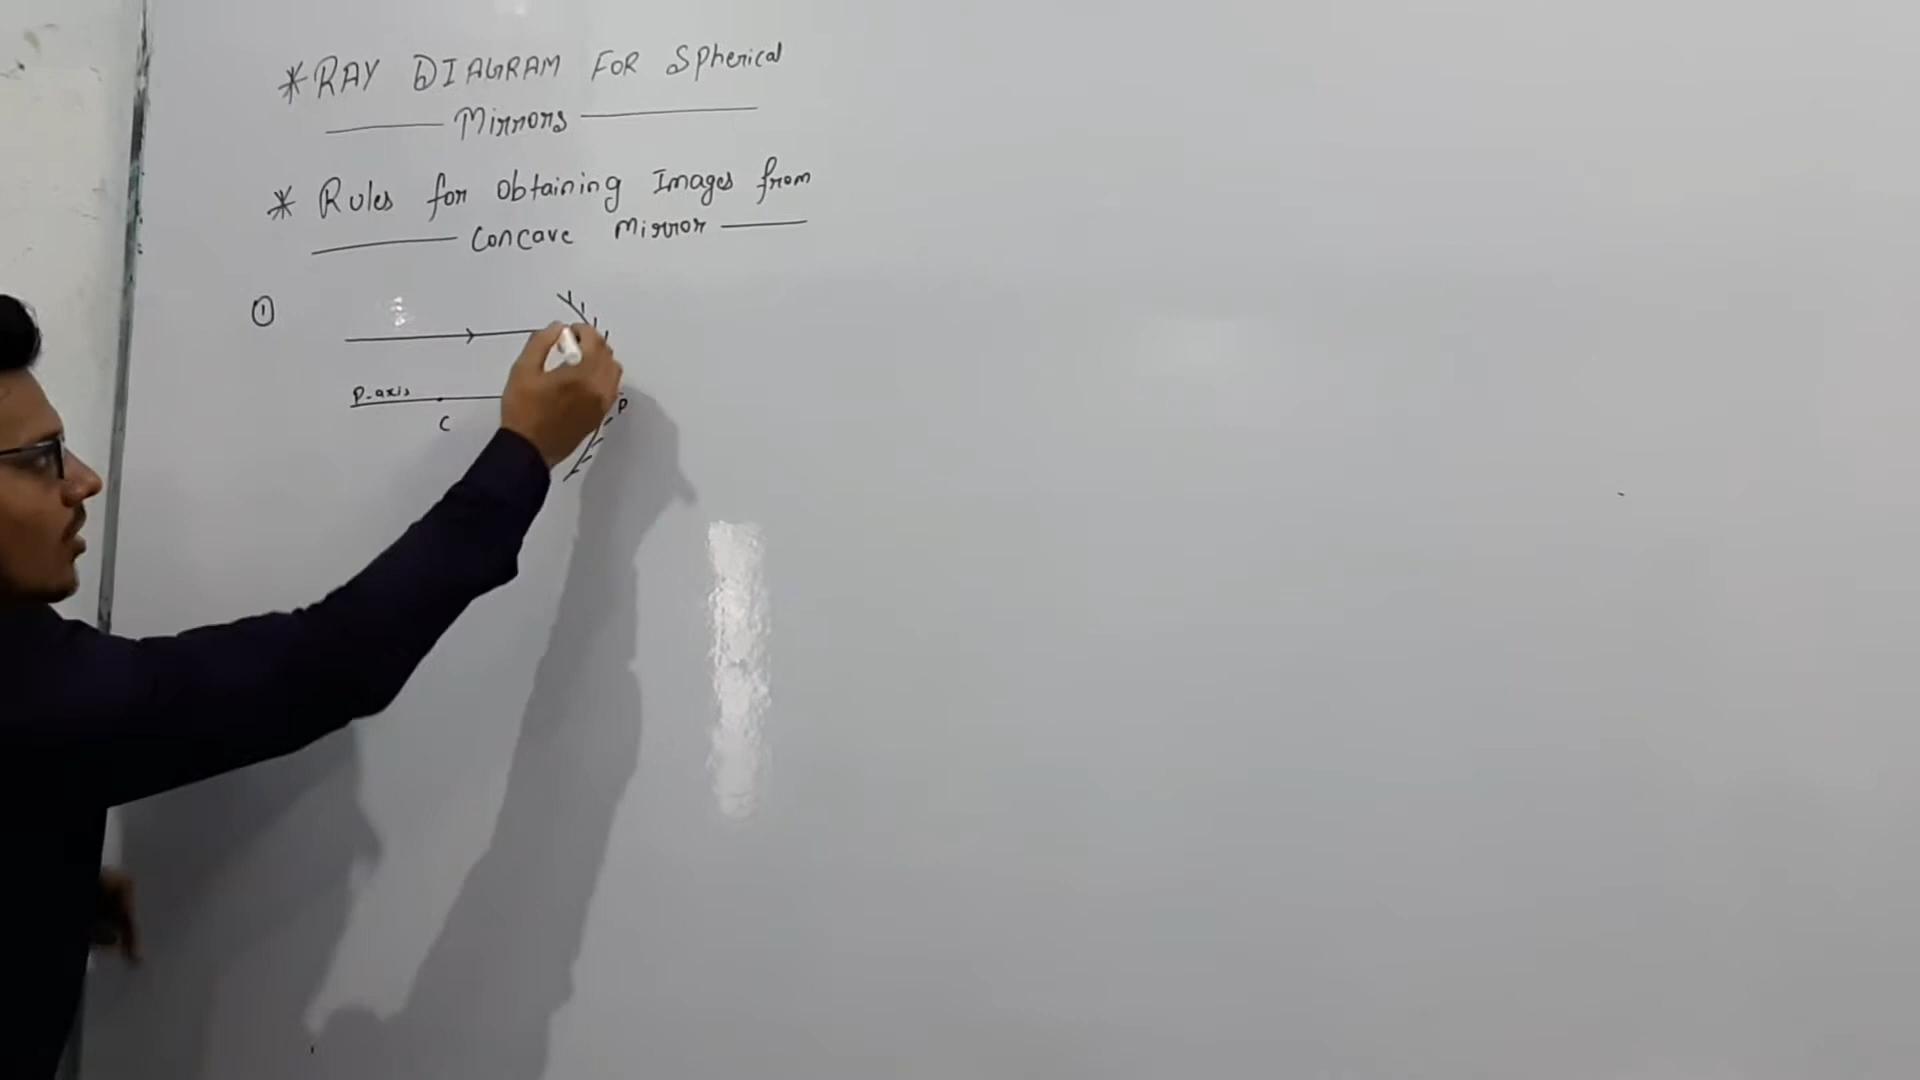 *RAY DIAGRAM FOR Spherical
Mirrors
* Rules for obtaining Images from
Concave Mirror
①
P-axis
C
P